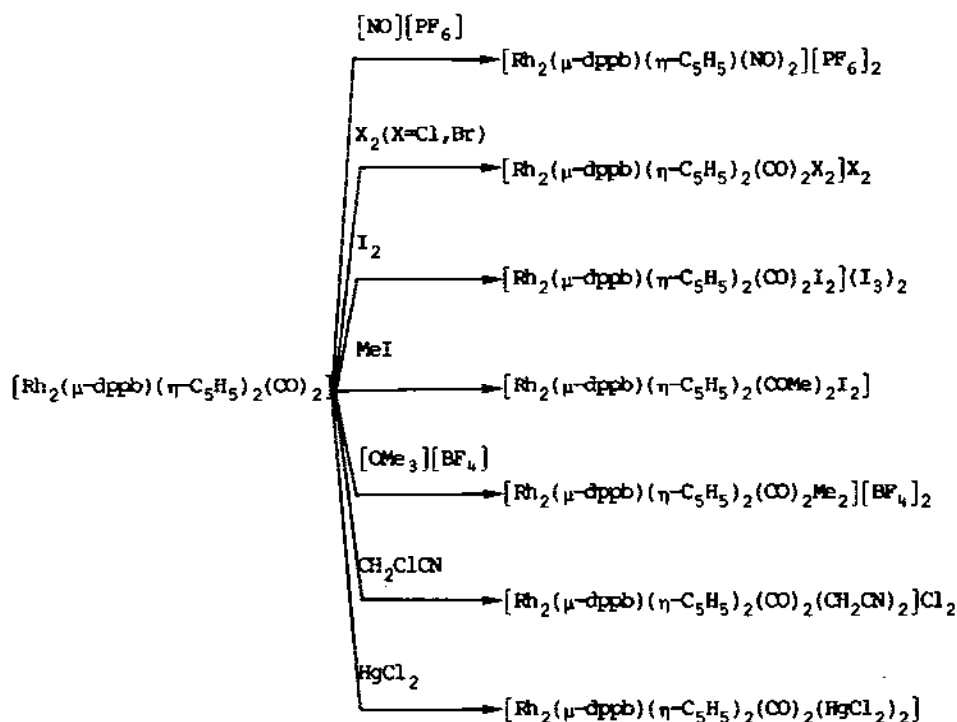 [NO][PF₆]
[Rh₂(μ-dppb)(η-C₅H₅)(NO)₂][PF₆]₂
X₂(X=Cl,Br)
[Rh₂(μ-dppb)(η-C₅H₅)₂(CO)₂X₂]X₂
I₂
[Rh₂(μ-dppb)(η-C₅H₅)₂(CO)₂I₂](I₃)₂
MeI
[Rh₂(μ-dppb)(η-C₅H₅)₂(CO)₂]
[Rh₂(μ-dppb)(η-C₅H₅)₂(COMe)₂I₂]
[OMe₃][BF₄]
[Rh₂(μ-dppb)(η-C₅H₅)₂(CO)₂Me₂][BF₄]₂
CH₂ClCN
[Rh₂(μ-dppb)(η-C₅H₅)₂(CO)₂(CH₂CN)₂]Cl₂
HgCl₂
[Rh₂(μ-dppb)(η-C₅H₅)₂(CO)₂(HgCl₂)₂]